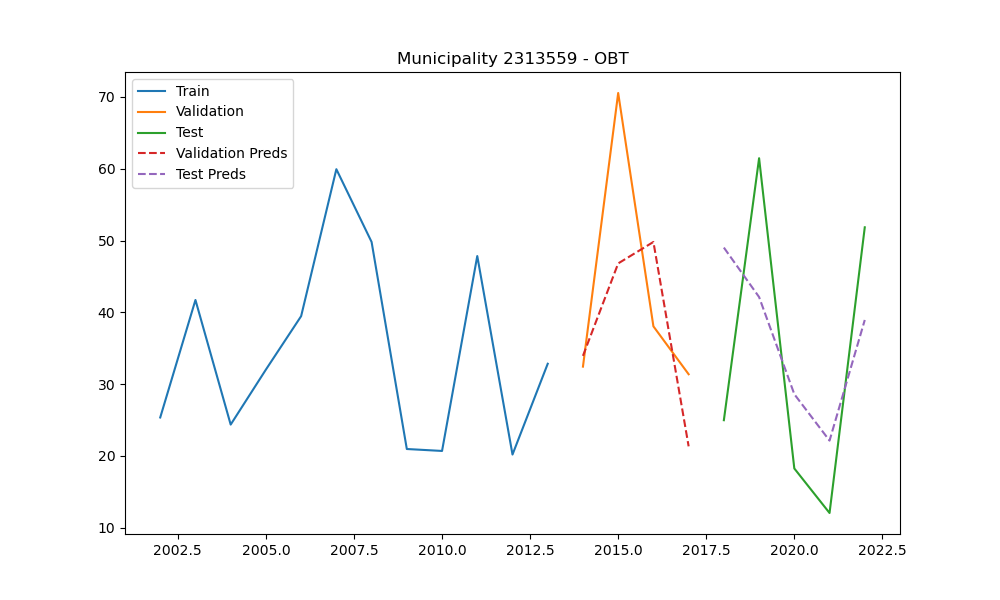 Municipality 2313559 - OBT
Train
Validation
Test
Validation Preds
Test Preds
70
60
50
40
30
20
10
2002.5 2005.0 2007.5 2010.0 2012.5 2015.0 2017.5 2020.0 2022.5